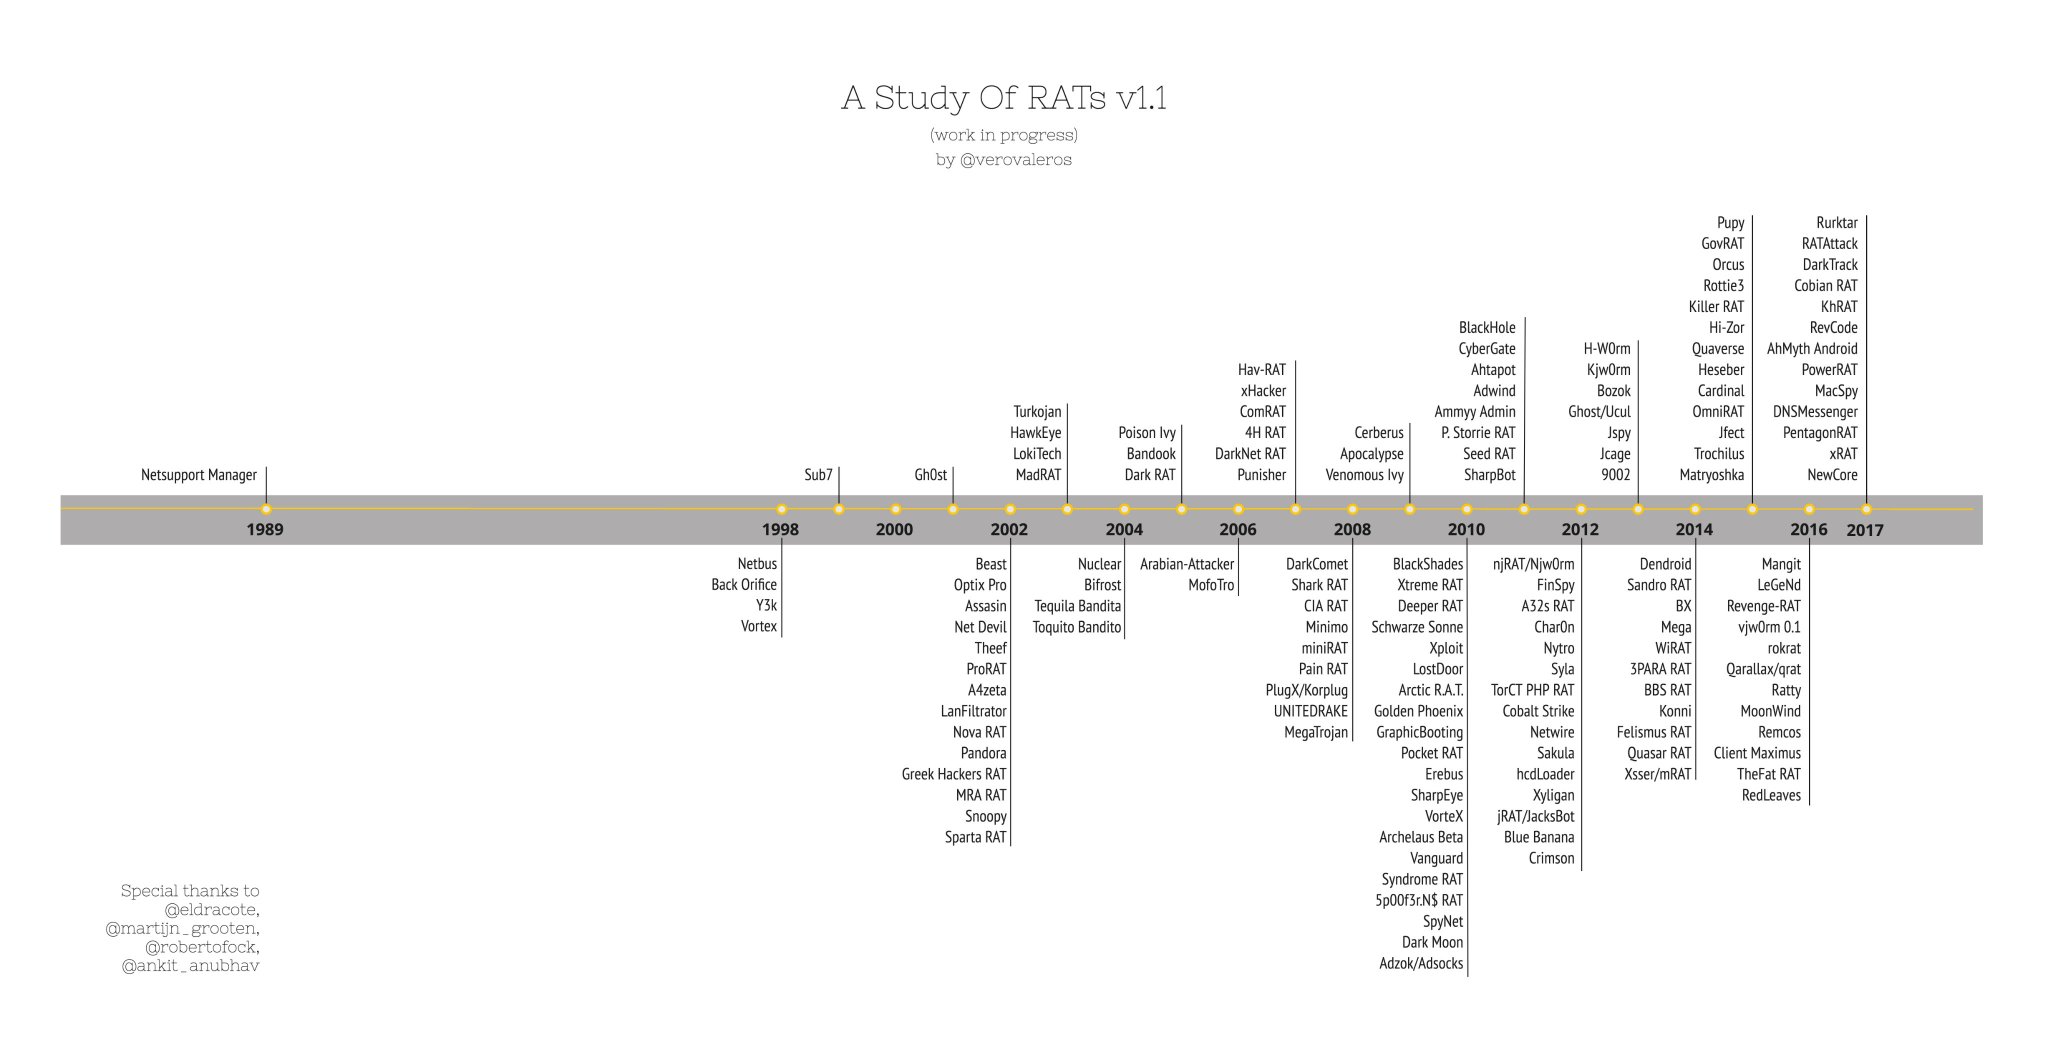 A Study Of RATs v1.1
(work in progress)
by @verovaleros
Netsupport Manager
Sub7
Gh0st
Turkojan
HawkEye
LokiTech
MadRAT
Poison Ivy
Bandook
Dark RAT
Hav-RAT
xHacker
ComRAT
4H RAT
DarkNet RAT
Punisher
Cerberus
Apocalypse
Venomous Ivy
BlackHole
CyberGate
Ahtapot
Adwind
Ammyy Admin
P. Storrie RAT
Seed RAT
SharpBot
H-W0rm
Kjw0rm
Bozok
Ghost/Ucul
Jspy
Jcage
9002
Pupy
GovRAT
Orcus
Rottie3
Killer RAT
Hi-Zor
Quaverse
Heseber
Cardinal
OmniRAT
Jfect
Trochilus
Matryoshka
Rurktar
RATAttack
DarkTrack
Cobian RAT
KhRAT
RevCode
AhMyth Android
PowerRAT
MacSpy
DNSMessenger
PentagonRAT
xRAT
NewCore
1989 1998 2000 2002 2004 2006 2008 2010 2012 2014 2016 2017
Netbus
Back Orifice
Y3k
Vortex
Beast
Optix Pro
Assasin
Net Devil
Theef
ProRAT
A4zeta
LanFiltrator
Nova RAT
Pandora
Greek Hackers RAT
MRA RAT
Snoopy
Sparta RAT
Nuclear
Bifrost
Tequila Bandita
Toquito Bandito
Arabian-Attacker
MofoTro
DarkComet
Shark RAT
CIA RAT
Minimo
miniRAT
Pain RAT
PlugX/Korplug
UNITEDRAKE
MegaTrojan
BlackShades
Xtreme RAT
Deeper RAT
Schwarze Sonne
Xploit
LostDoor
Arctic R.A.T.
Golden Phoenix
GraphicBooting
Pocket RAT
Erebus
SharpEye
VorteX
Archelaus Beta
Vanguard
Syndrome RAT
5p00f3r.N$ RAT
SpyNet
Dark Moon
Adzok/Adsocks
njRAT/Njw0rm
FinSpy
A32s RAT
Char0n
Nytro
Syla
TorCT PHP RAT
Cobalt Strike
Netwire
Sakula
hcdLoader
Xyligan
jRAT/JacksBot
Blue Banana
Crimson
Dendroid
Sandro RAT
BX
Mega
WiRAT
3PARA RAT
BBS RAT
Konni
Felismus RAT
Quasar RAT
Xsser/mRAT
Mangit
LeGeNd
Revenge-RAT
vjw0rm 0.1
rokrat
Qarallax/qrat
Ratty
MoonWind
Remcos
Client Maximus
TheFat RAT
RedLeaves
Special thanks to
@eldracote,
@martijn_grooten,
@robertofock,
@ankit_anubhav